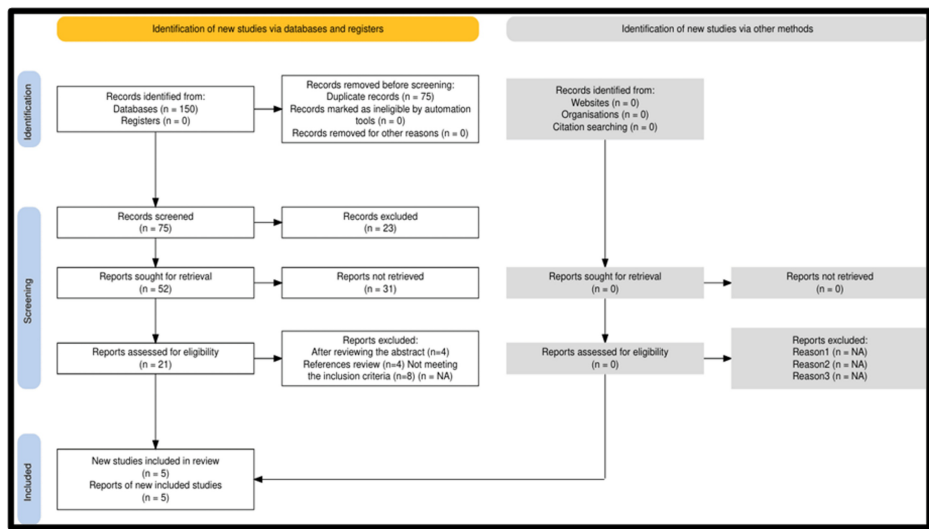 Identification of new studies via databases and registers
Identification of new studies via other methods
Identification
Records identified from:
Databases (n = 150)
Registers (n = 0)
Records removed before screening:
Duplicate records (n = 75)
Records marked as ineligible by automation
tools (n = 0)
Records removed for other reasons (n = 0)
Records identified from:
Websites (n = 0)
Organisations (n = 0)
Citation searching (n = 0)
Screening
Records screened
(n = 75)
Records excluded
(n = 23)
Reports sought for retrieval
(n = 52)
Reports not retrieved
(n = 31)
Reports sought for retrieval
(n = 0)
Reports not retrieved
(n = 0)
Reports assessed for eligibility
(n = 21)
Reports excluded:
After reviewing the abstract (n=4)
References review (n=4) Not meeting
the inclusion criteria (n=8) (n = NA)
Reports assessed for eligibility
(n = 0)
Reports excluded:
Reason1 (n = NA)
Reason2 (n = NA)
Reason3 (n = NA)
Included
New studies included in review
(n = 5)
Reports of new included studies
(n = 5)